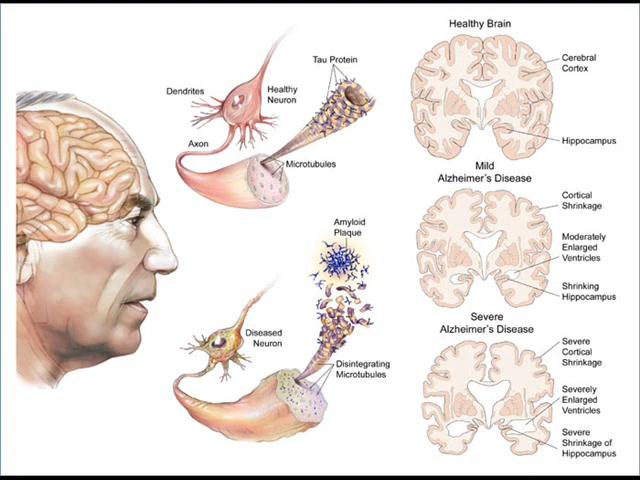 Tau Protein
Dendrites
Healthy
Neuron
Axon
Microtubules
Amyloid
Plaque
Diseased
Neuron
Disintegrating
Microtubules
Healthy Brain
Cerebral
Cortex
Hippocampus
Mild
Alzheimer's Disease
Cortical
Shrinkage
Moderately
Enlarged
Ventricles
Shrinking
Hippocampus
Severe
Alzheimer's Disease
Severe
Cortical
Shrinkage
Severely
Enlarged
Ventricles
Severe
Shrinkage of
Hippocampus